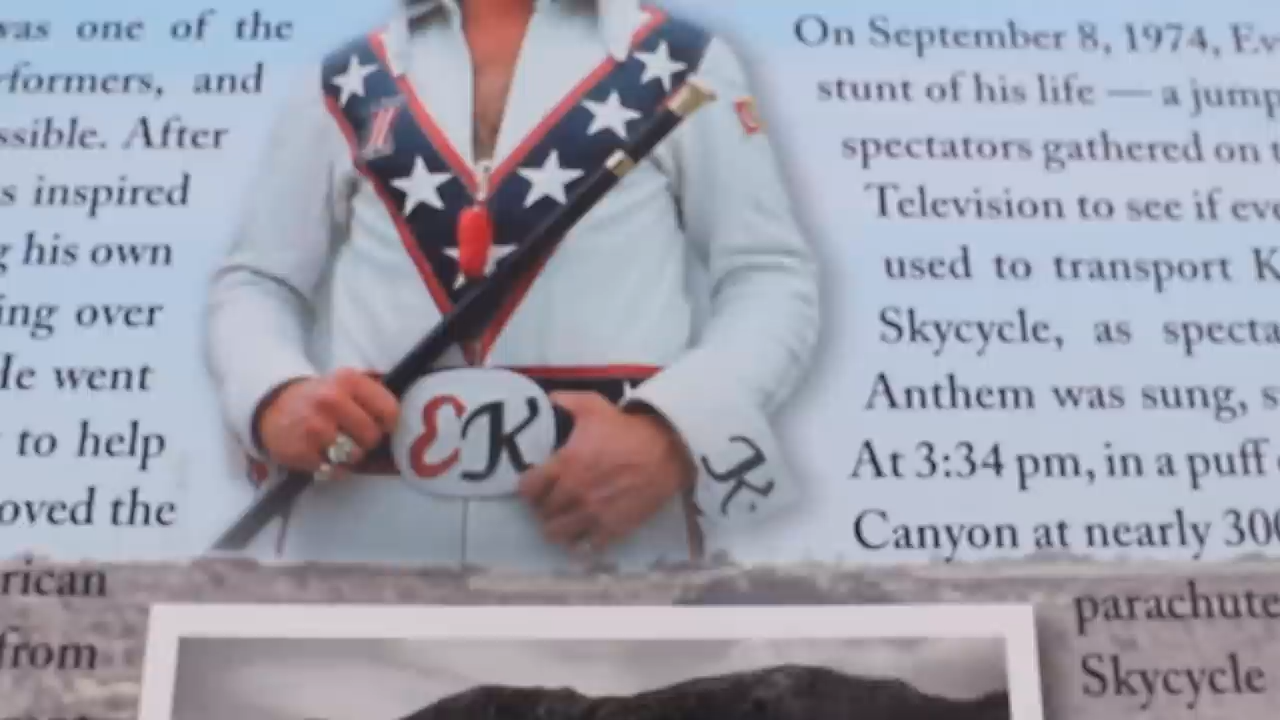 was one of the
rformers, and
ssible. After
s inspired
g his own
ing over
He went
to help
oved the
rican
from
EK
K
On September 8, 1974, Ev
stunt of his life — a jump
spectators gathered on t
Television to see if eve
used to transport K
Skycycle, as specta
Anthem was sung, s
At 3:34 pm, in a puff
Canyon at nearly 300
parachute
Skycycle